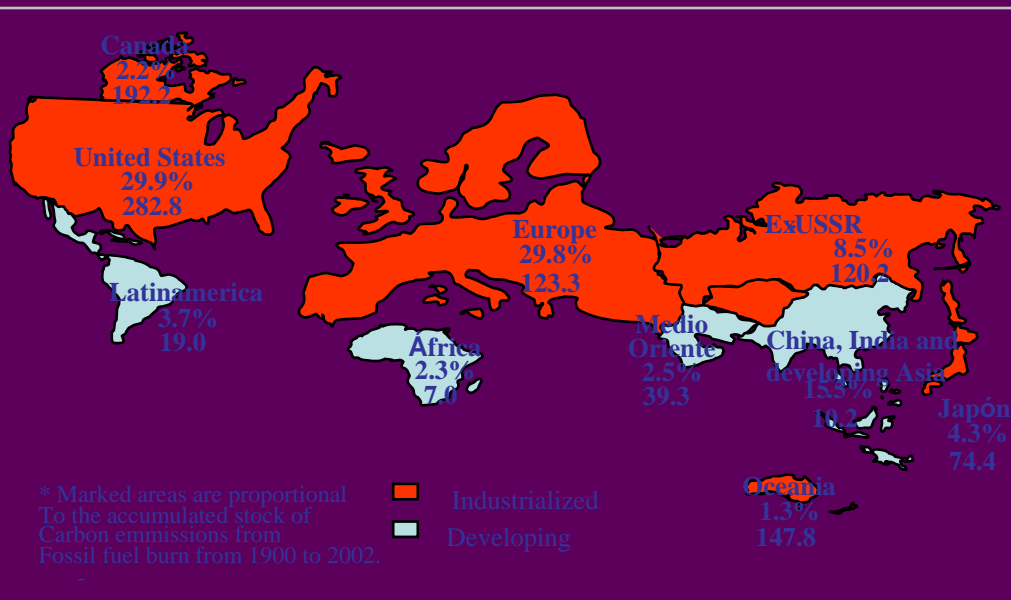 Canada
2.2%
192.2
United States
29.9%
282.8
Europe
29.8%
123.3
ExUSSR
8.5%
120.2
Latinamerica
3.7%
19.0
África
2.3%
7.0
Medio
Oriente
2.5%
39.3
China, India and
developing Asia
15.5%
10.2
Japón
4.3%
74.4
Oceania
1.3%
147.8
* Marked areas are proportional
To the accumulated stock of
Carbon emmissions from
Fossil fuel burn from 1900 to 2002.
-
Industrialized
Developing